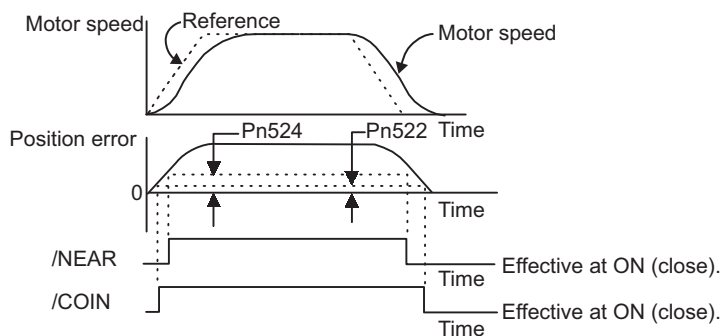 Motor speed
Reference
Motor speed
Time
Position error
Pn524
Pn522
0
Time
/NEAR
Time
Effective at ON (close).
/COIN
Time
Effective at ON (close).